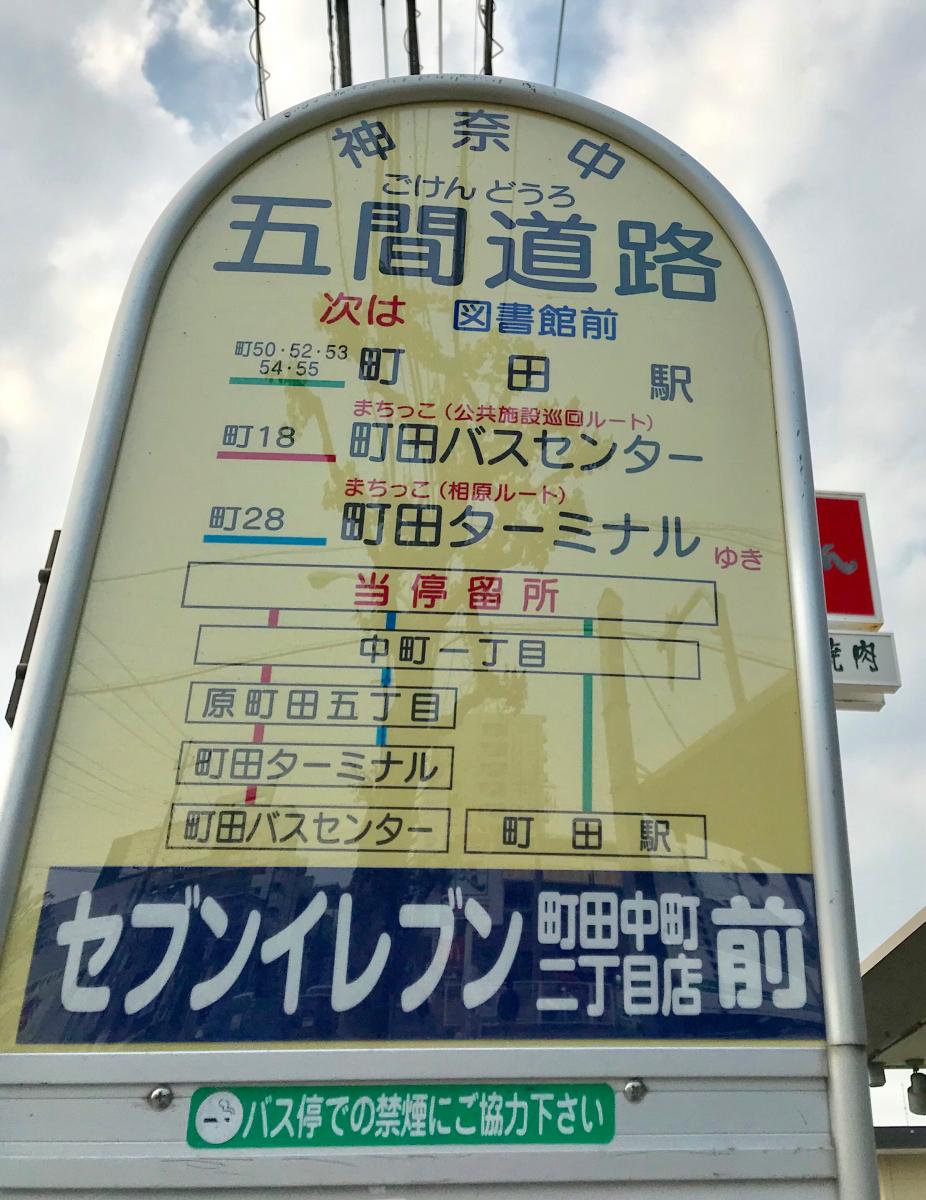 神奈中
ごけん どうろ
五間道路
次は 図書館前
町50・52・53
54・55
町田駅
まちっこ（公共施設巡回ルート）
町18 町田バスセンター
まちっこ（相原ルート）
町28 町田ターミナル ゆき
当停留所
中町一丁目
原町田五丁目
町田ターミナル
町田バスセンター 町田駅
セブンイレブン 町田中町二丁目店 前
バス停での禁煙にご協力下さい
ん
焼肉